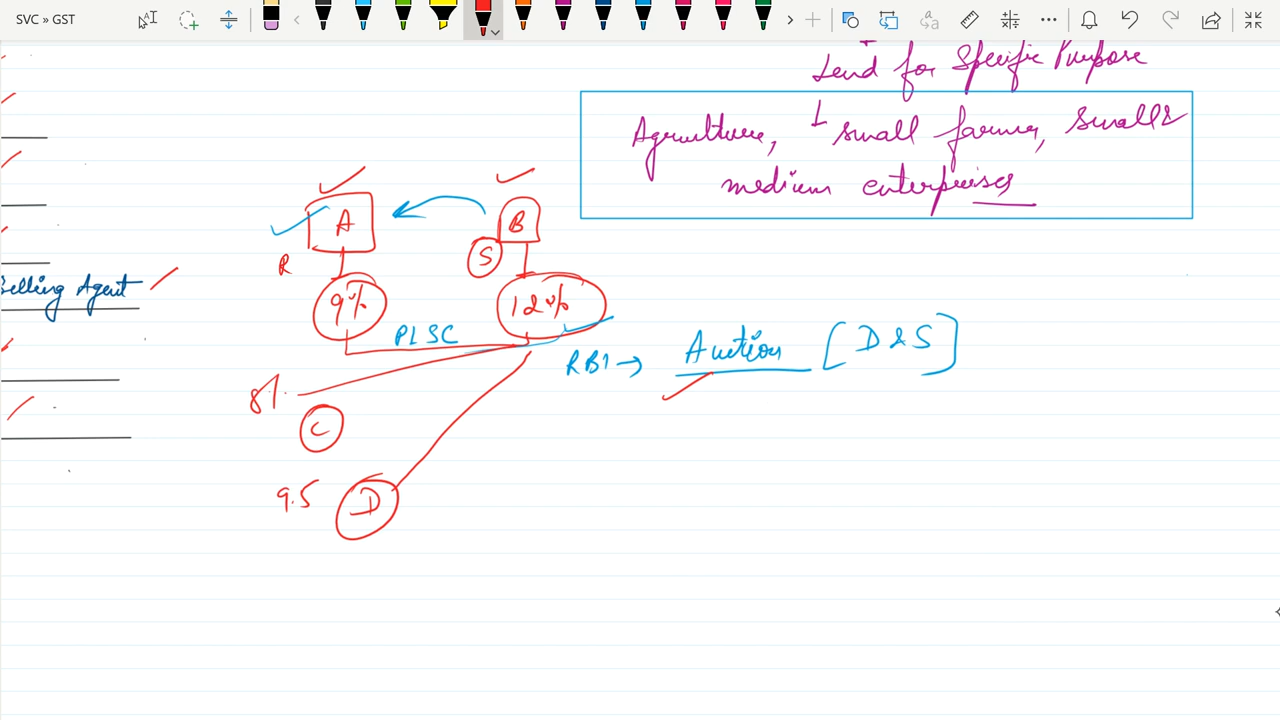 SVC » GST
Lend for Specific Purpose
Agriculture, small farmer, small &
medium enterprises
A
B
R
S
Selling Agent
9%
12%
PLSC
RBI → Auction [D & S]
8%
C
9.5
D